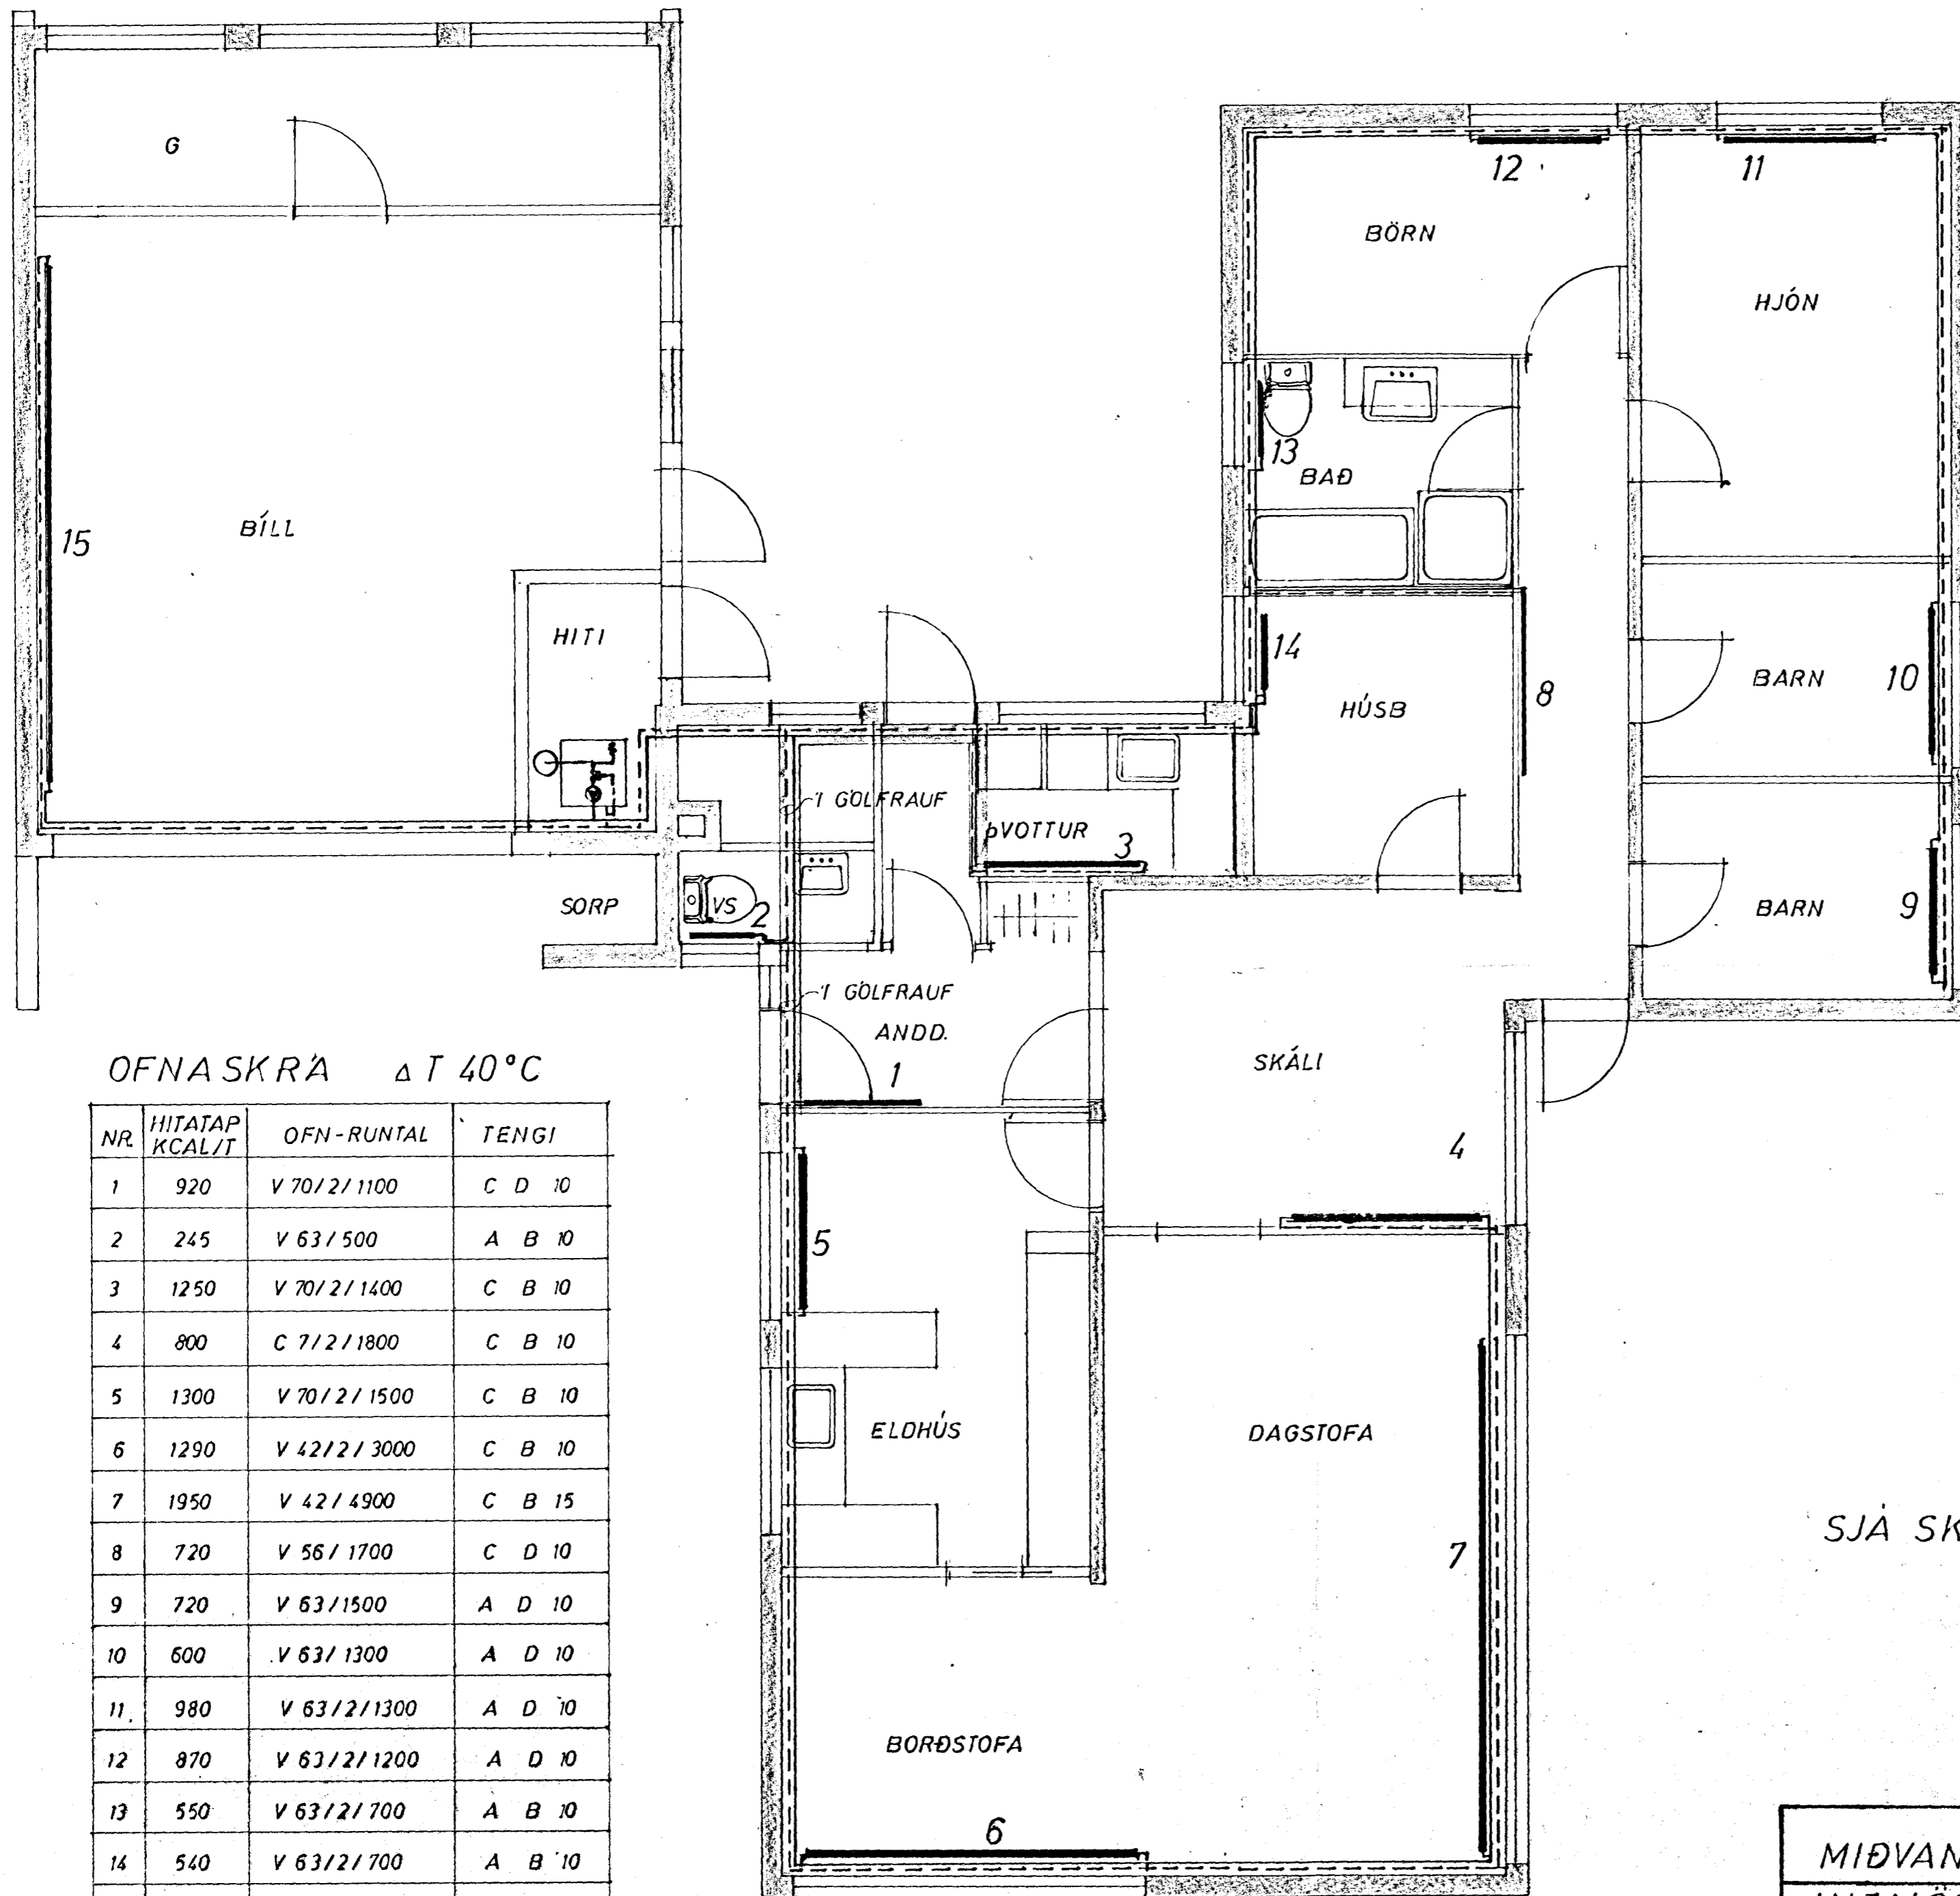 G
12
11
BÖRN
HJÓN
13
BAÐ
15
BÍLL
HITI
14
HÚSB
8
BARN
10
Í GÓLFRAUF
ÞVOTTUR
3
SORP
VS
2
BARN
9
Í GÓLFRAUF
ANDD.
1
SKÁLI
4
5
ELDHÚS
DAGSTOFA
7
BORÐSTOFA
6
OFNASKRÁ ΔT 40°C
NR. HITATAP KCAL/T OFN-RUNTAL TENGI
1 920 V 70/2/1100 C D 10
2 245 V 63/500 A B 10
3 1250 V 70/2/1400 C B 10
4 800 C 7/2/1800 C B 10
5 1300 V 70/2/1500 C B 10
6 1290 V 42/2/3000 C B 10
7 1950 V 42/4900 C B 15
8 720 V 56/1700 C D 10
9 720 V 63/1500 A D 10
10 600 V 63/1300 A D 10
11. 980 V 63/2/1300 A D 10
12 870 V 63/2/1200 A D 10
13 550 V 63/2/700 A B 10
14 540 V 63/2/700 A B 10
SJÁ SK
MIÐVAN